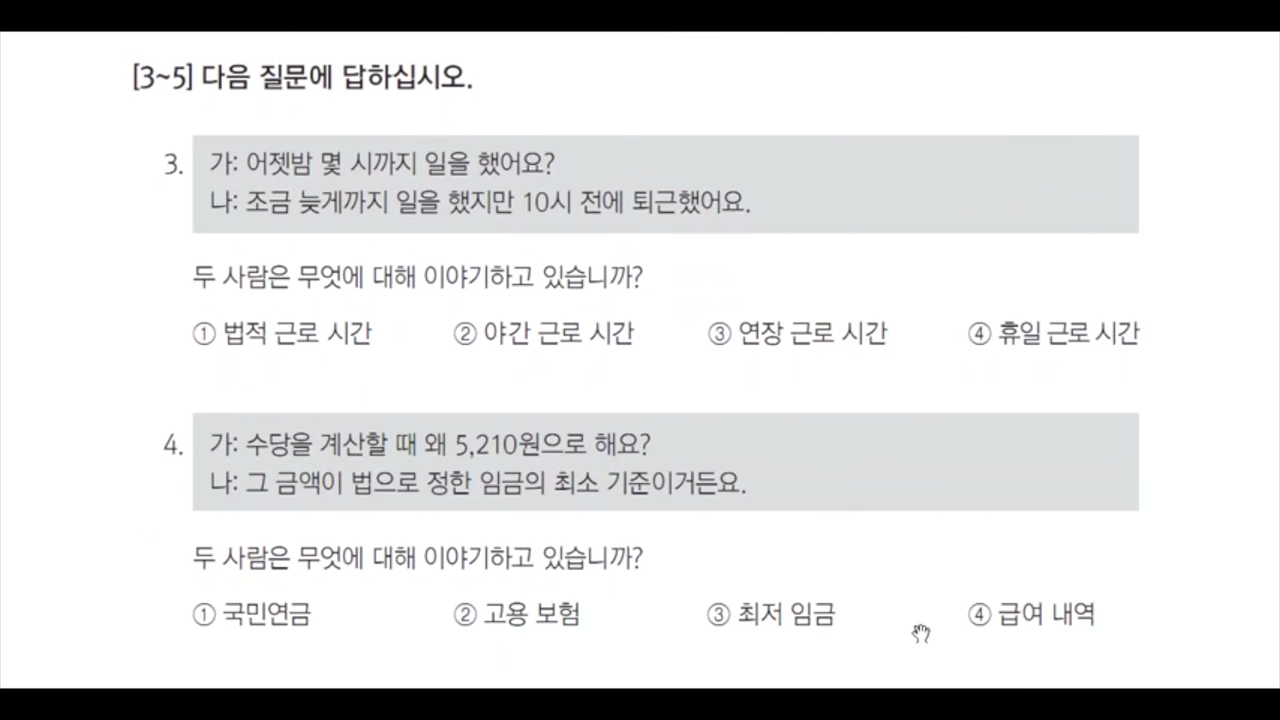 [3~5] 다음 질문에 답하십시오.
3. 가: 어젯밤 몇 시까지 일을 했어요?
나: 조금 늦게까지 일을 했지만 10시 전에 퇴근했어요.
두 사람은 무엇에 대해 이야기하고 있습니까?
① 법적 근로 시간 ② 야간 근로 시간 ③ 연장 근로 시간 ④ 휴일 근로 시간
4. 가: 수당을 계산할 때 왜 5,210원으로 해요?
나: 그 금액이 법으로 정한 임금의 최소 기준이거든요.
두 사람은 무엇에 대해 이야기하고 있습니까?
① 국민연금 ② 고용 보험 ③ 최저 임금 ④ 급여 내역